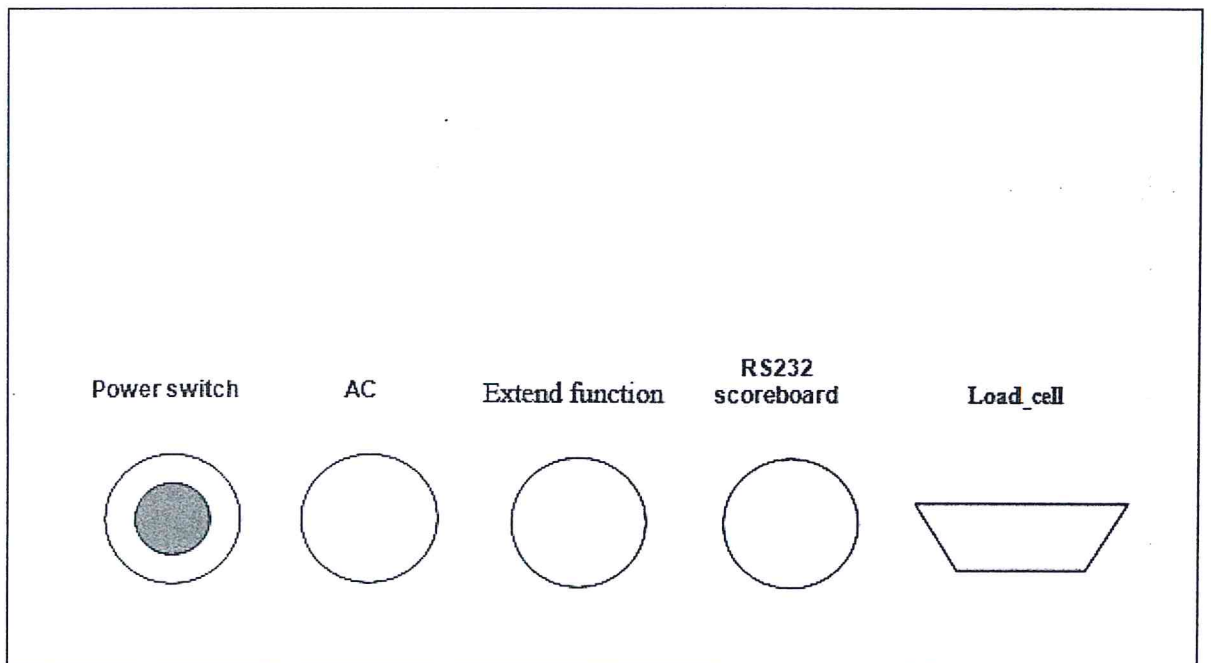 Power switch
AC
Extend function
RS232
scoreboard
Load_cell